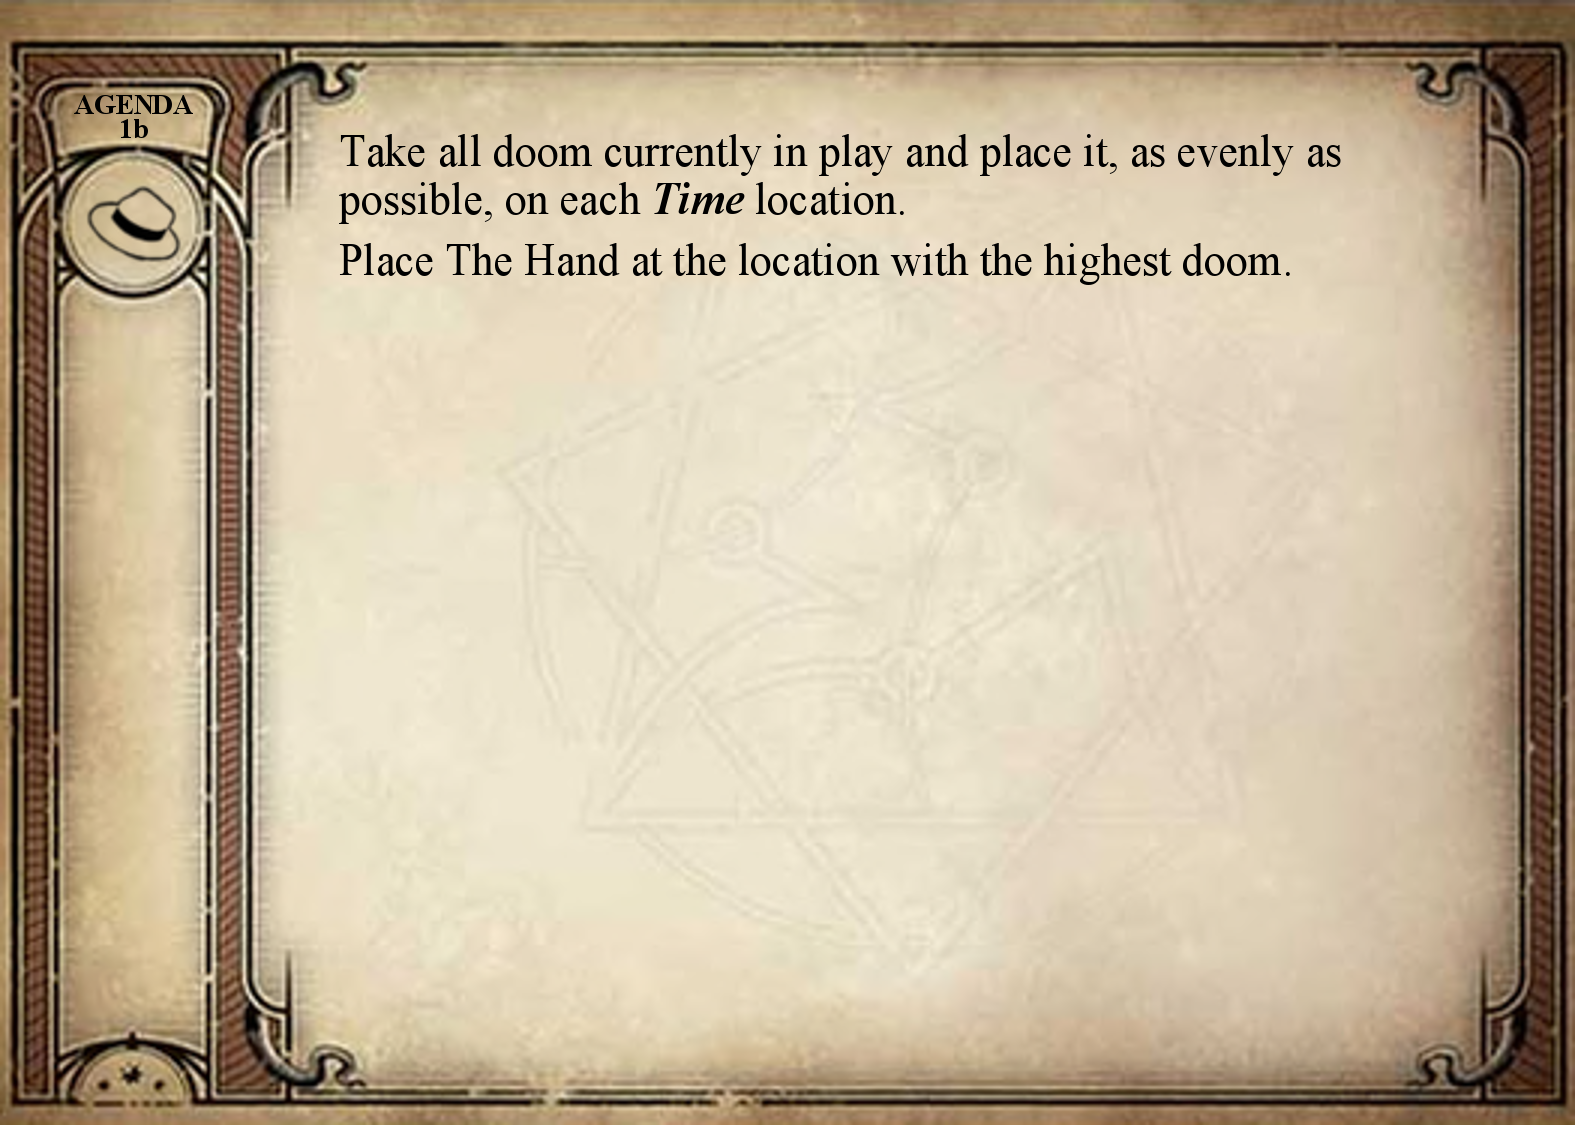 AGENDA
1b
Take all doom currently in play and place it, as evenly as
possible, on each Time location.
Place The Hand at the location with the highest doom.